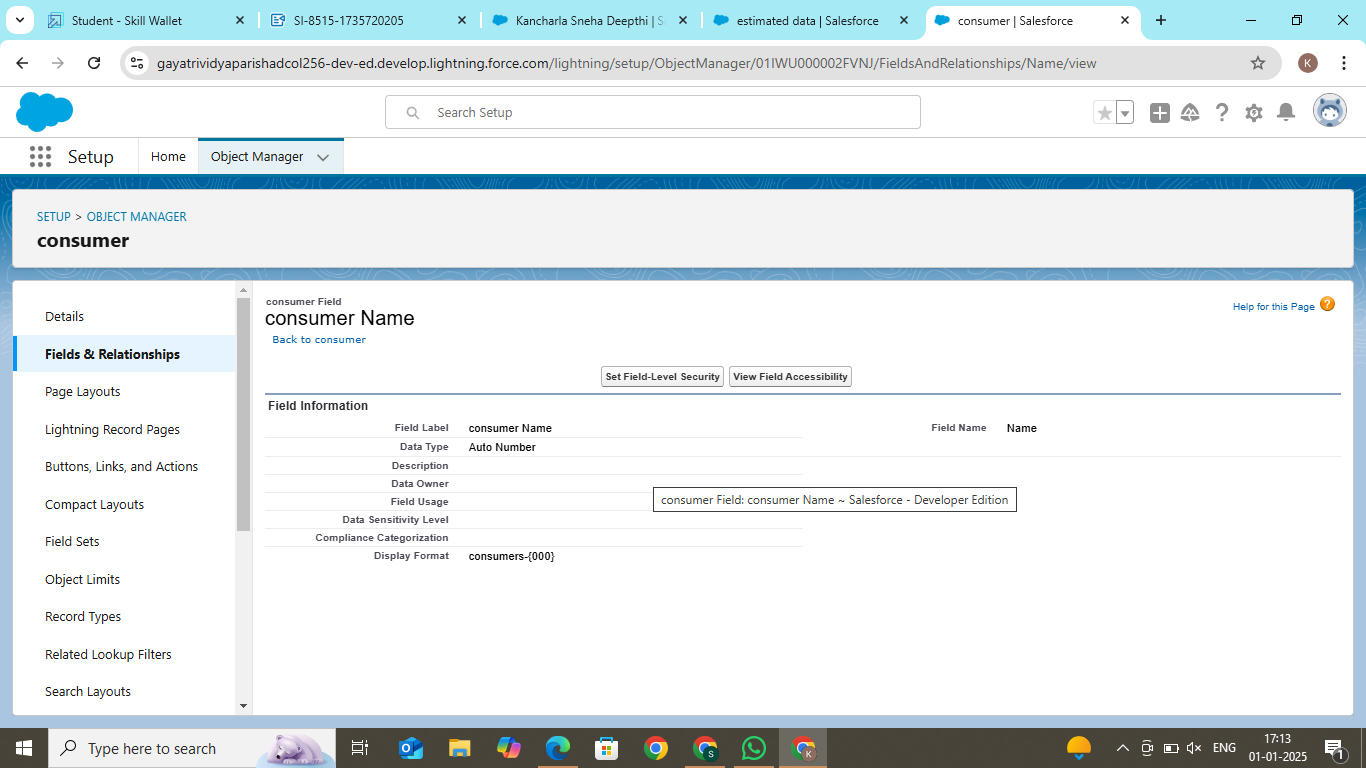 Student - Skill Wallet
SI-8515-1735720205
Kancharla Sneha Deepthi | S
estimated data | Salesforce
consumer | Salesforce
gayatrividyaparishadcol256-dev-ed.develop.lightning.force.com/lightning/setup/ObjectManager/01IWU000002FVNJ/FieldsAndRelationships/Name/view
K
Search Setup
Setup
Home
Object Manager
SETUP > OBJECT MANAGER
consumer
Details
Fields & Relationships
Page Layouts
Lightning Record Pages
Buttons, Links, and Actions
Compact Layouts
Field Sets
Object Limits
Record Types
Related Lookup Filters
Search Layouts
consumer Field
consumer Name
Back to consumer
Help for this Page ?
Set Field-Level Security
View Field Accessibility
Field Information
Field Label consumer Name Field Name Name
Data Type Auto Number
Description
Data Owner
Field Usage
Data Sensitivity Level
Compliance Categorization
Display Format consumers-{000}
consumer Field: consumer Name ~ Salesforce - Developer Edition
Type here to search
S
K
ENG
17:13
01-01-2025
1